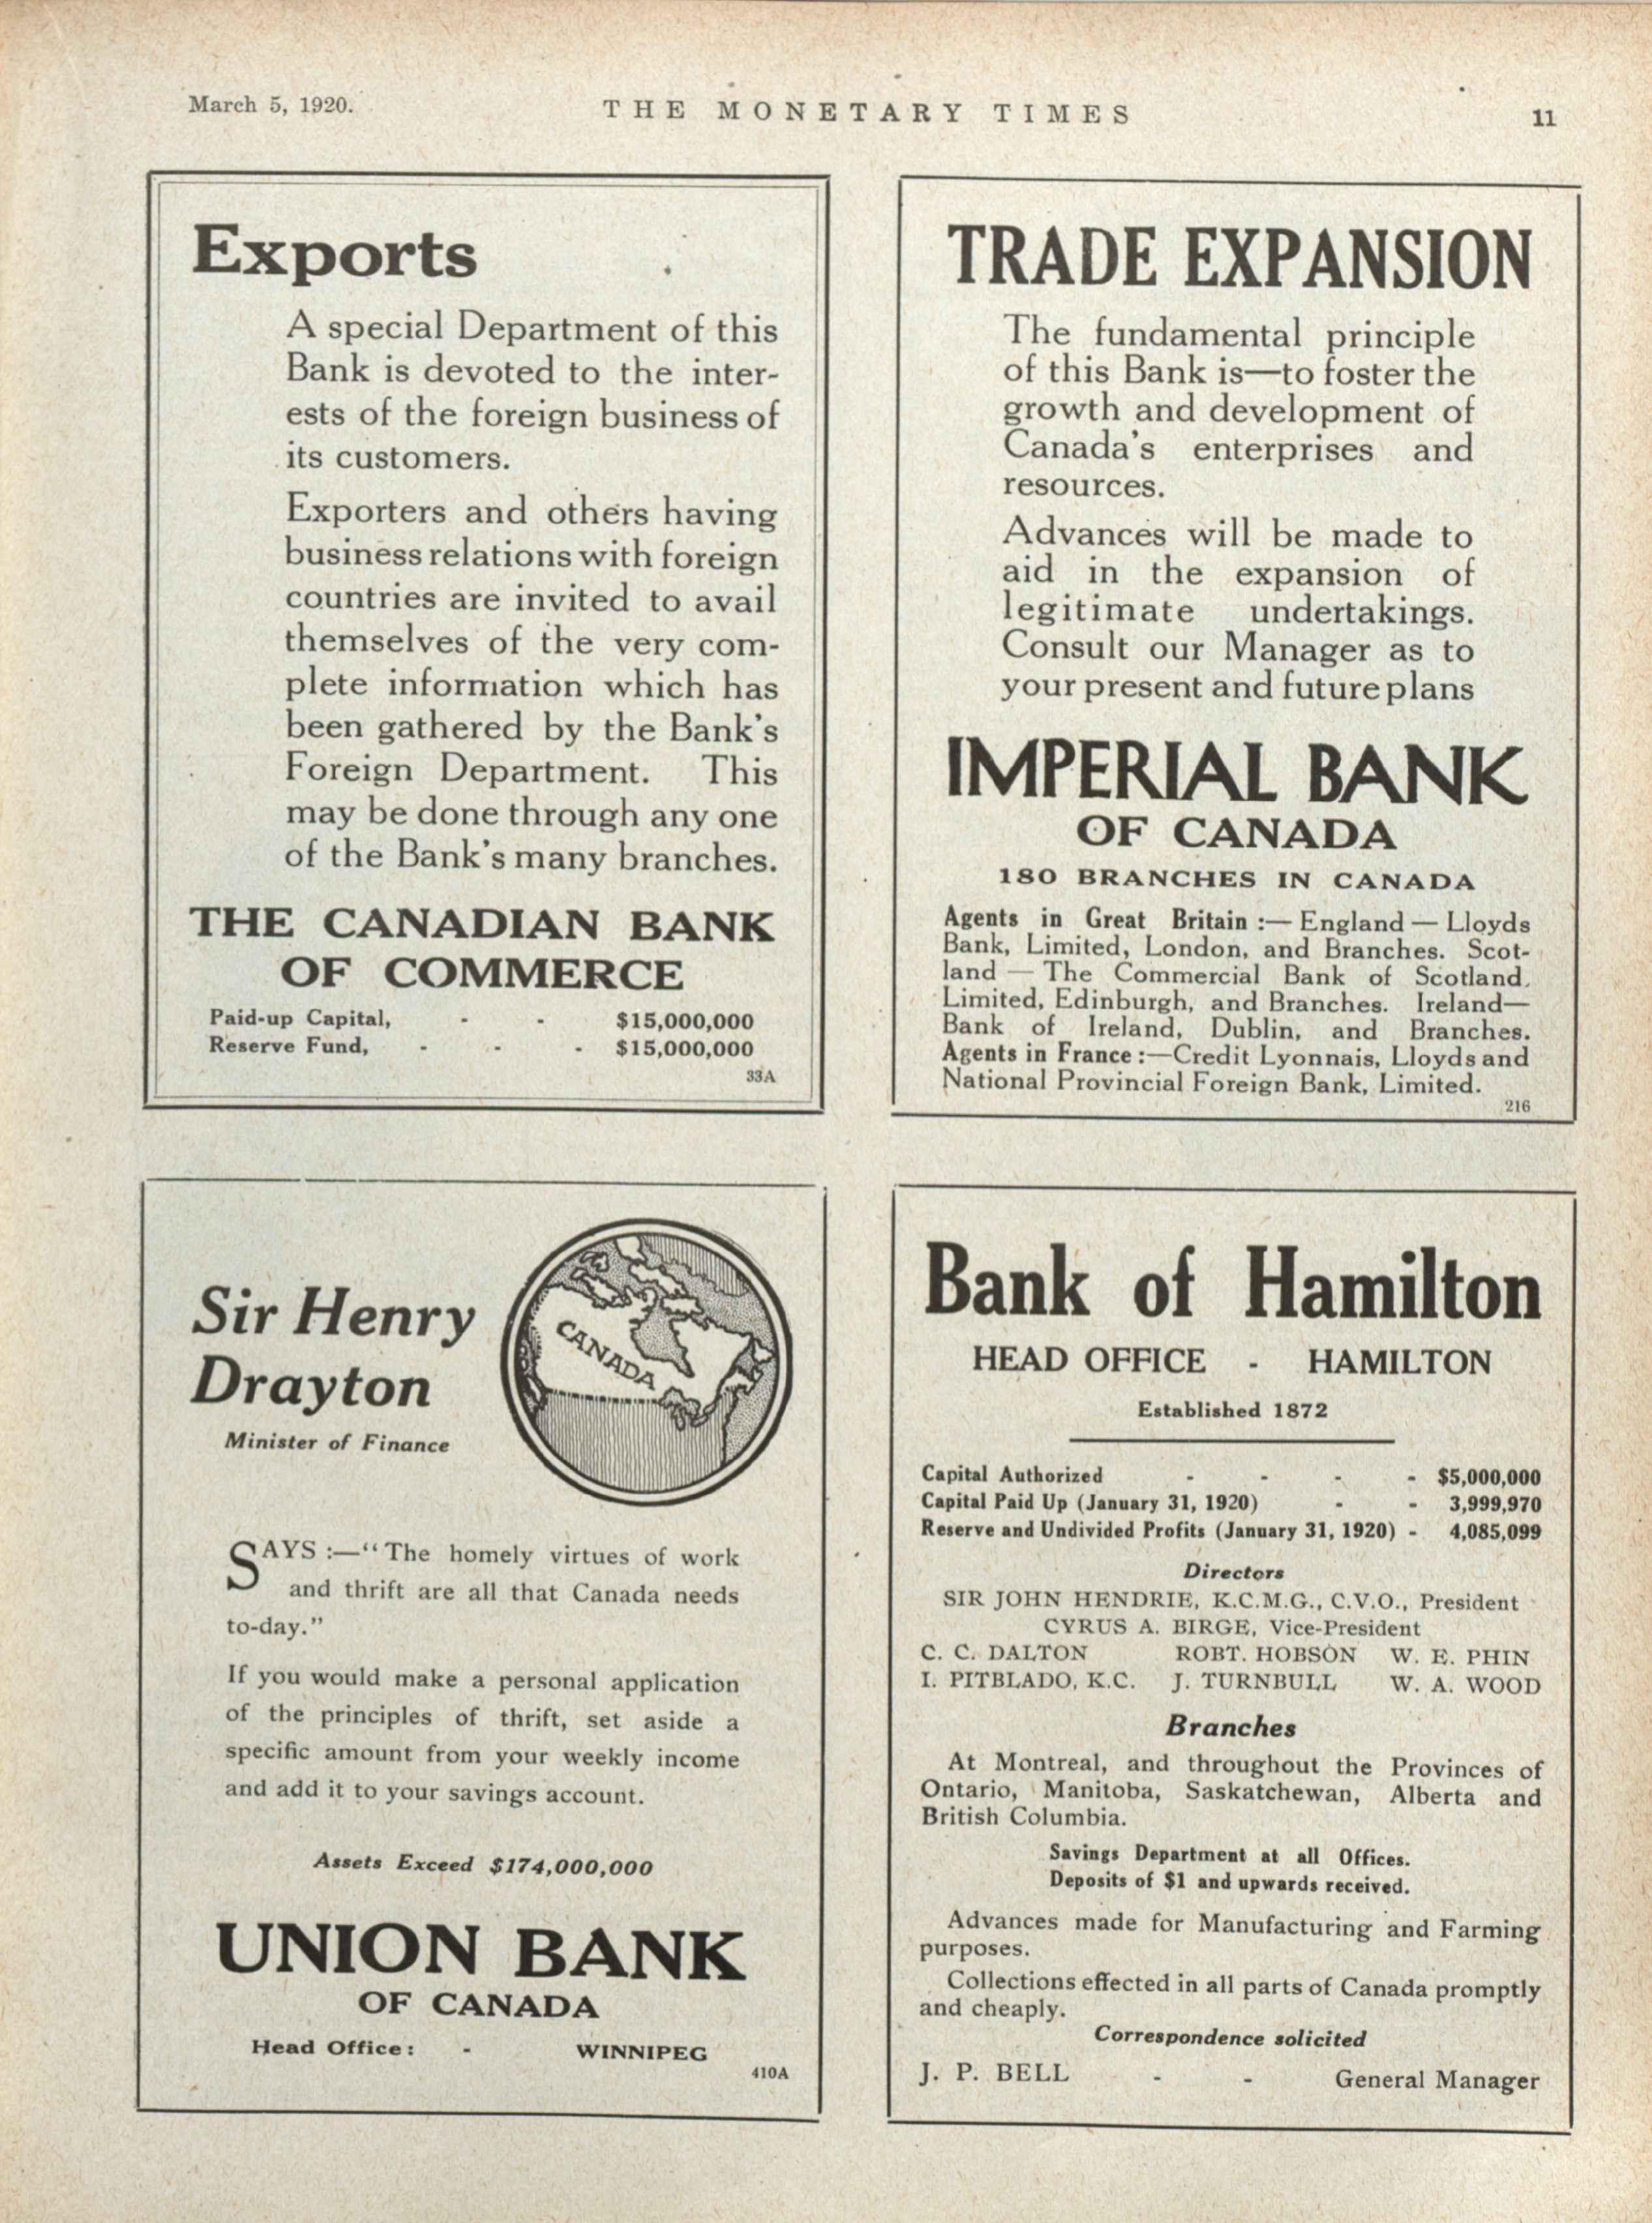 March 5, 1920.
THE MONETARY TIMES
11
Exports
A special Department of this
Bank is devoted to the inter-
ests of the foreign business of
its customers.
Exporters and others having
business relations with foreign
countries are invited to avail
themselves of the very com-
plete information which has
been gathered by the Bank's
Foreign Department. This
may be done through any one
of the Bank's many branches.
THE CANADIAN BANK
OF COMMERCE
Paid-up Capital, - - $15,000,000
Reserve Fund, - - - $15,000,000
33A
TRADE EXPANSION
The fundamental principle
of this Bank is—to foster the
growth and development of
Canada's enterprises and
resources.
Advances will be made to
aid in the expansion of
legitimate undertakings.
Consult our Manager as to
your present and future plans
IMPERIAL BANK
OF CANADA
180 BRANCHES IN CANADA
Agents in Great Britain :— England — Lloyds
Bank, Limited, London, and Branches. Scot-
land — The Commercial Bank of Scotland,
Limited, Edinburgh, and Branches. Ireland—
Bank of Ireland, Dublin, and Branches.
Agents in France :—Credit Lyonnais, Lloyds and
National Provincial Foreign Bank, Limited.
216
Sir Henry
Drayton
Minister of Finance
CANADA
SAYS :—“The homely virtues of work
and thrift are all that Canada needs
to-day.”
If you would make a personal application
of the principles of thrift, set aside a
specific amount from your weekly income
and add it to your savings account.
Assets Exceed $174,000,000
UNION BANK
OF CANADA
Head Office: - WINNIPEG
410A
Bank of Hamilton
HEAD OFFICE - HAMILTON
Established 1872
Capital Authorized - - - - $5,000,000
Capital Paid Up (January 31, 1920) - - 3,999,970
Reserve and Undivided Profits (January 31, 1920) - 4,085,099
Directors
SIR JOHN HENDRIE, K.C.M.G., C.V.O., President
CYRUS A. BIRGE, Vice-President
C. C. DALTON ROBT. HOBSON W. E. PHIN
I. PITBLADO, K.C. J. TURNBULL W. A. WOOD
Branches
At Montreal, and throughout the Provinces of
Ontario, Manitoba, Saskatchewan, Alberta and
British Columbia.
Savings Department at all Offices.
Deposits of $1 and upwards received.
Advances made for Manufacturing and Farming
purposes.
Collections effected in all parts of Canada promptly
and cheaply.
Correspondence solicited
J. P. BELL - - General Manager